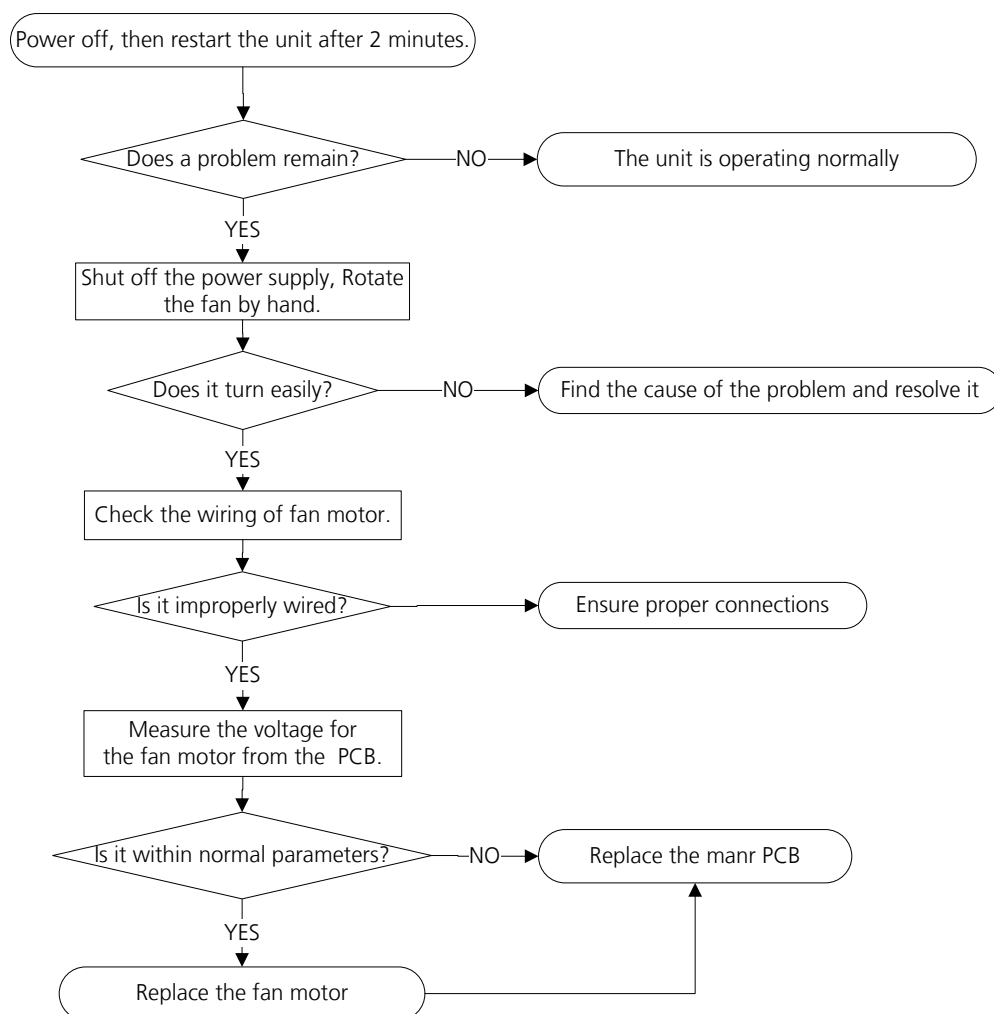 Power off, then restart the unit after 2 minutes.
Does a problem remain?
NO
The unit is operating normally
YES
Shut off the power supply, Rotate
the fan by hand.
Does it turn easily?
NO
Find the cause of the problem and resolve it
YES
Check the wiring of fan motor.
Is it improperly wired?
Ensure proper connections
YES
Measure the voltage for
the fan motor from the PCB.
Is it within normal parameters?
NO
Replace the manr PCB
YES
Replace the fan motor